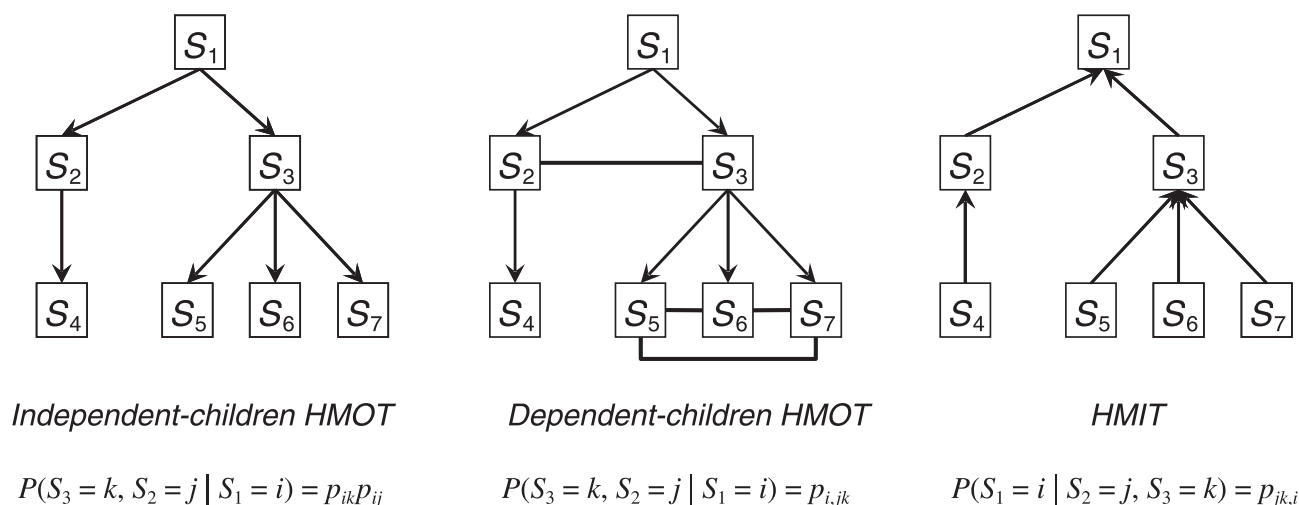 S₁ S₁ S₁
S₂ S₃ S₂ S₃ S₂ S₃
S₄ S₅ S₆ S₇ S₄ S₅ S₆ S₇ S₄ S₅ S₆ S₇
Independent-children HMOT Dependent-children HMOT HMIT
P(S₃ = k, S₂ = j | S₁ = i) = pᵢₖpᵢⱼ P(S₃ = k, S₂ = j | S₁ = i) = pᵢ,ⱼₖ P(S₁ = i | S₂ = j, S₃ = k) = pⱼₖ,ᵢ